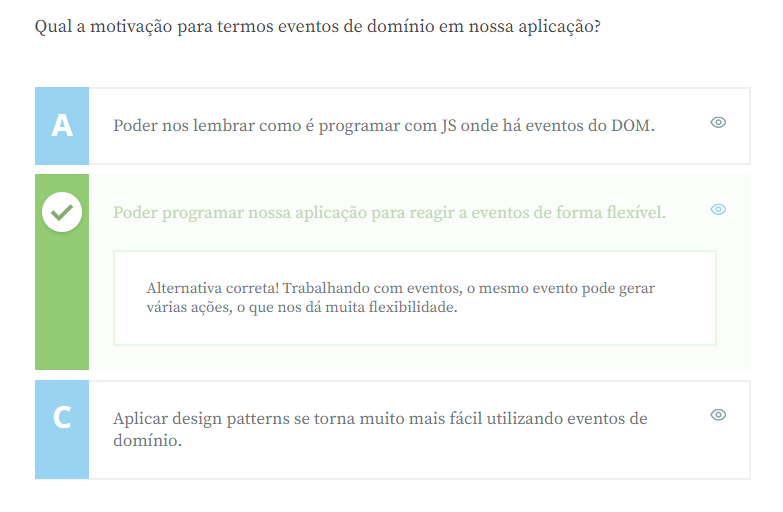 Qual a motivação para termos eventos de domínio em nossa aplicação?
A
Poder nos lembrar como é programar com JS onde há eventos do DOM.
Poder programar nossa aplicação para reagir a eventos de forma flexível.
Alternativa correta! Trabalhando com eventos, o mesmo evento pode gerar
várias ações, o que nos dá muita flexibilidade.
C
Aplicar design patterns se torna muito mais fácil utilizando eventos de
domínio.